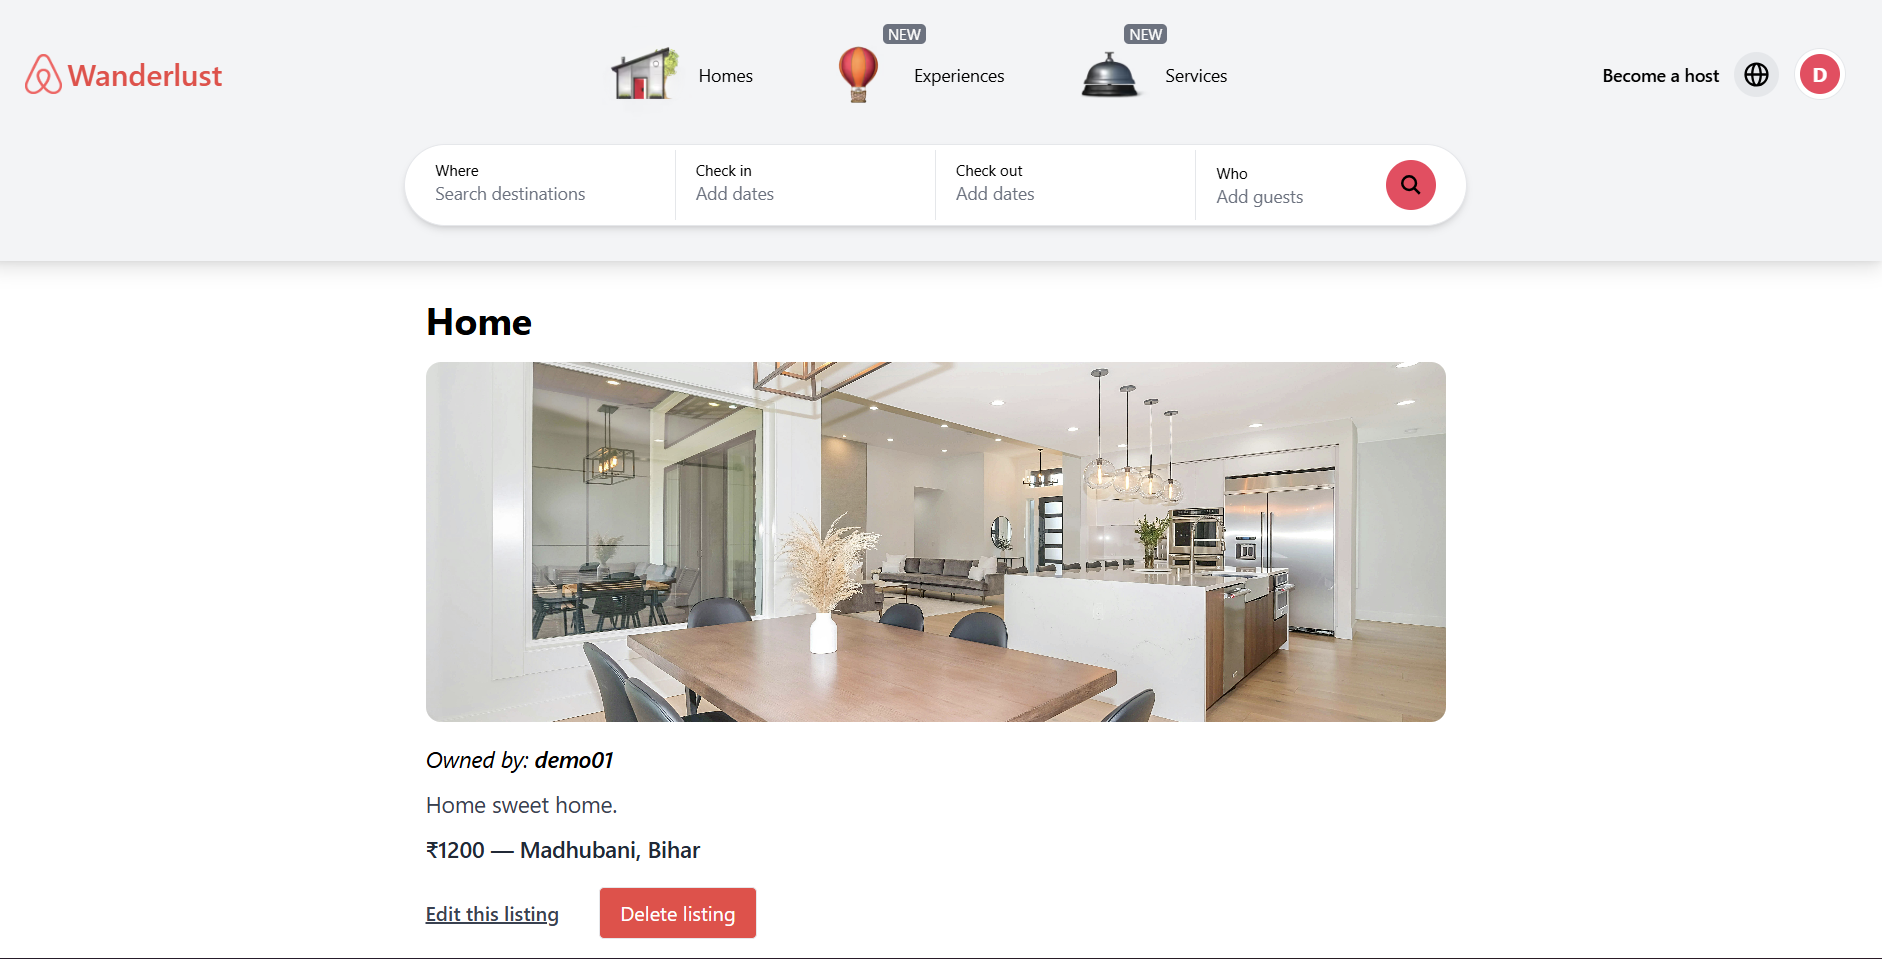 NEW
NEW
Wanderlust
Homes
Experiences
Services
Become a host
D
Where
Check in
Check out
Who
Search destinations
Add dates
Add dates
Add guests
Home
Owned by: demo01
Home sweet home.
₹1200 — Madhubani, Bihar
Edit this listing
Delete listing